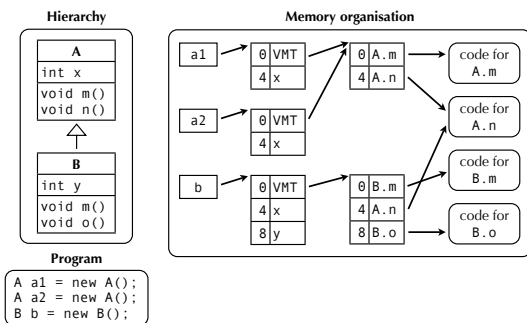 Hierarchy
A
int x
void m()
void n()
B
int y
void m()
void o()
Program
A a1 = new A();
A a2 = new A();
B b = new B();
Memory organisation
a1
0 VMT
4 x
0 A.m
4 A.n
code for
A.m
a2
0 VMT
4 x
code for
A.n
b
0 VMT
4 x
8 y
0 B.m
4 A.n
8 B.o
code for
B.m
code for
B.o